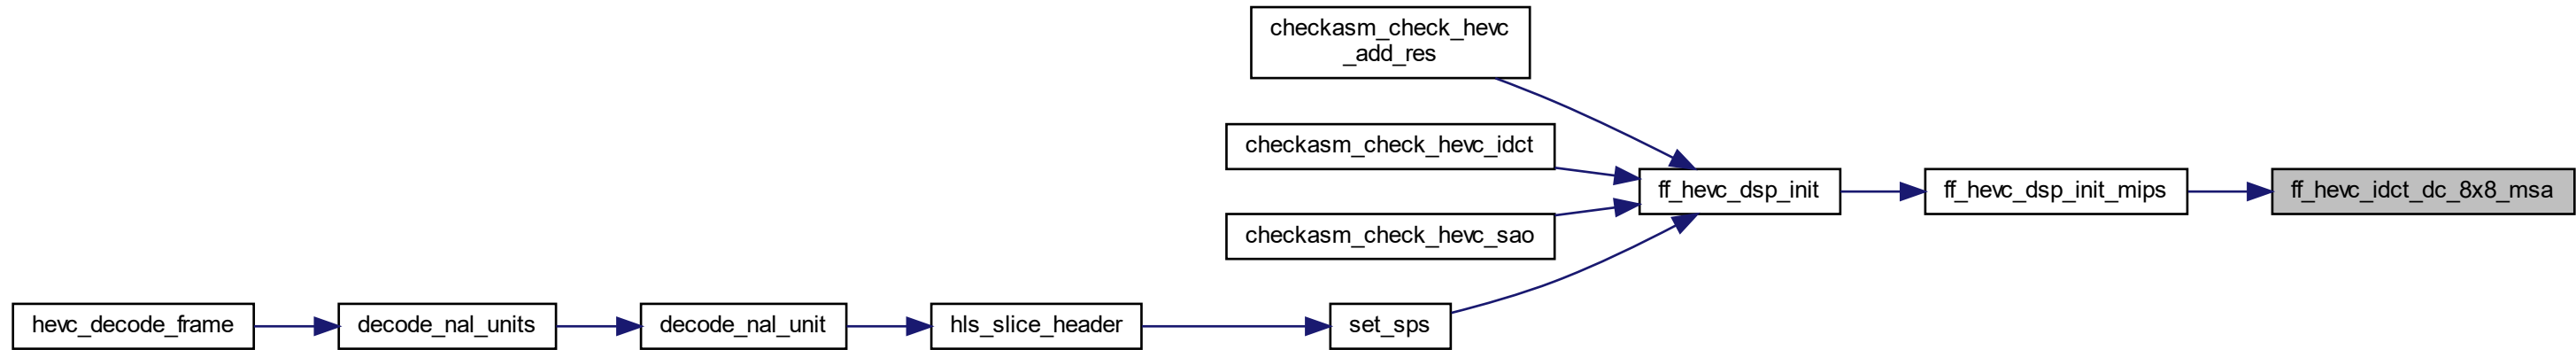 checkasm_check_hevc
_add_res
checkasm_check_hevc_idct
ff_hevc_dsp_init
ff_hevc_dsp_init_mips
ff_hevc_idct_dc_8x8_msa
checkasm_check_hevc_sao
hevc_decode_frame
decode_nal_units
decode_nal_unit
hls_slice_header
set_sps